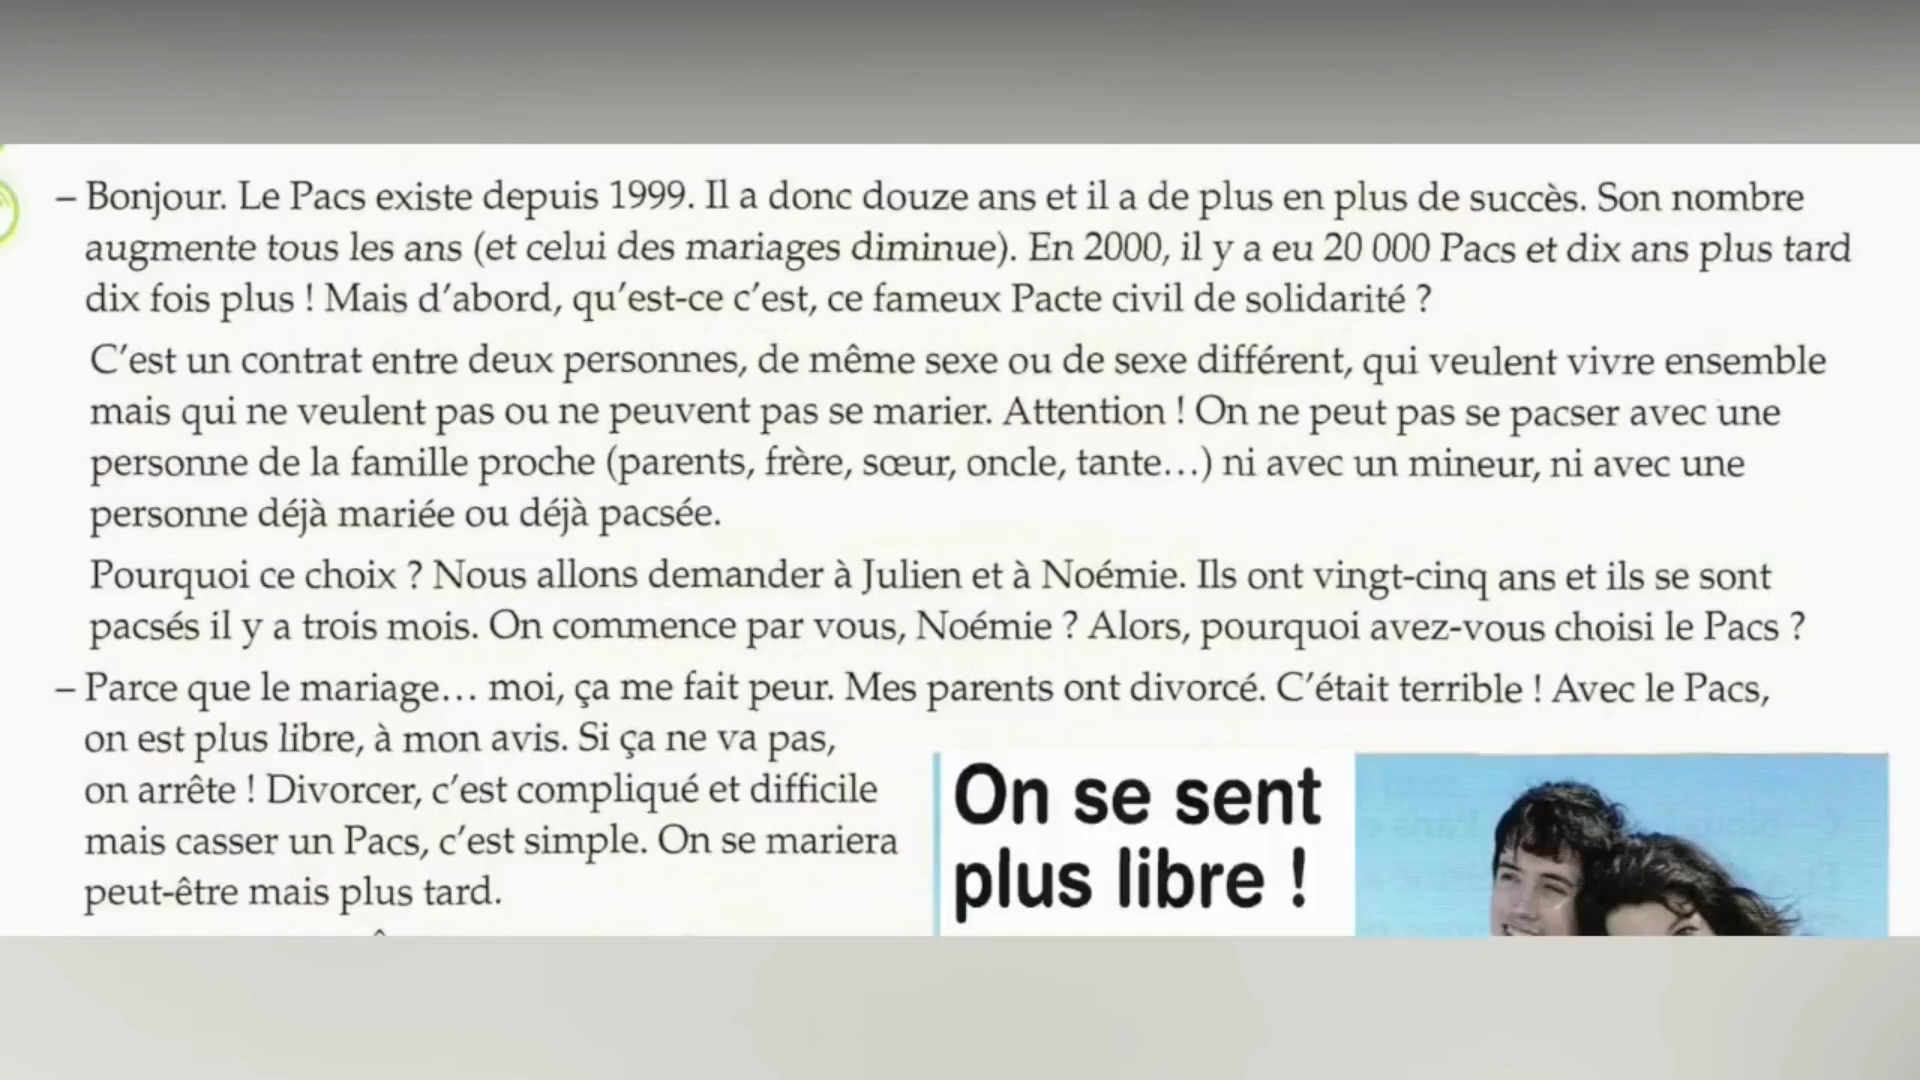 – Bonjour. Le Pacs existe depuis 1999. Il a donc douze ans et il a de plus en plus de succès. Son nombre
augmente tous les ans (et celui des mariages diminue). En 2000, il y a eu 20 000 Pacs et dix ans plus tard
dix fois plus ! Mais d’abord, qu’est-ce c’est, ce fameux Pacte civil de solidarité ?
C’est un contrat entre deux personnes, de même sexe ou de sexe différent, qui veulent vivre ensemble
mais qui ne veulent pas ou ne peuvent pas se marier. Attention ! On ne peut pas se pacser avec une
personne de la famille proche (parents, frère, sœur, oncle, tante…) ni avec un mineur, ni avec une
personne déjà mariée ou déjà pacsée.
Pourquoi ce choix ? Nous allons demander à Julien et à Noémie. Ils ont vingt-cinq ans et ils se sont
pacsés il y a trois mois. On commence par vous, Noémie ? Alors, pourquoi avez-vous choisi le Pacs ?
– Parce que le mariage… moi, ça me fait peur. Mes parents ont divorcé. C’était terrible ! Avec le Pacs,
on est plus libre, à mon avis. Si ça ne va pas,
on arrête ! Divorcer, c’est compliqué et difficile
mais casser un Pacs, c’est simple. On se mariera
peut-être mais plus tard.
On se sent
plus libre !